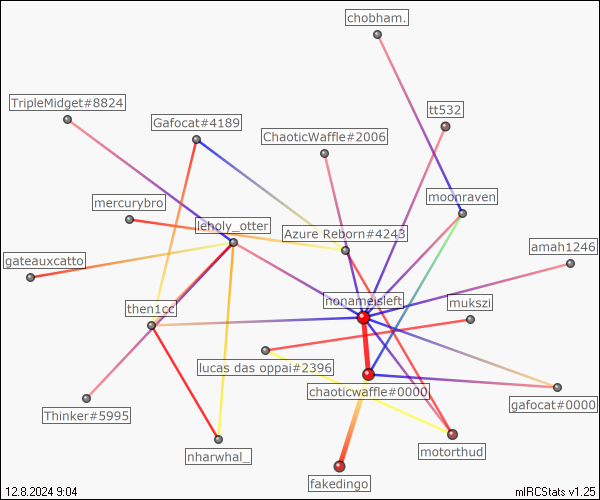 chobham.
TripleMidget#8824
tt532
Gafocat#4189
ChaoticWaffle#2006
mercurybro
moonraven
leholy_otter
Azure Reborn#4243
amah1246
gateauxcatto
nonameisleft
mukszi
then1cc
lucas das oppai#2396
chaoticwaffle#0000
gafocat#0000
Thinker#5995
nharwhal_
motorthud
fakedingo
12.8.2024 9:04
mIRCStats v1.25